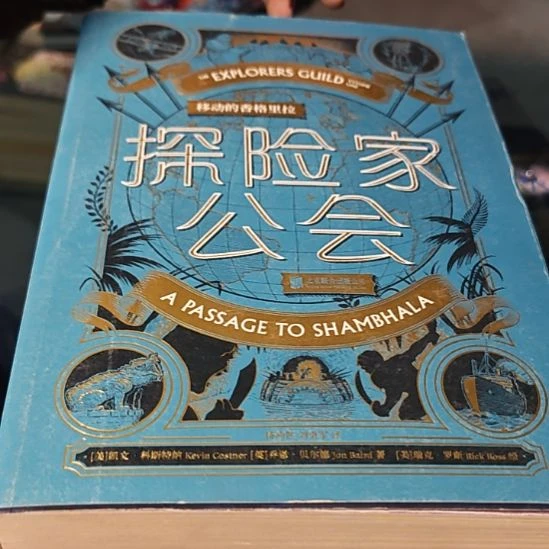 THE EXPLORERS GUILD VOLUME ONE
移动的香格里拉
探险家
公会
A PASSAGE TO SHAMBHALA
[美]凯文·科斯特纳 Kevin Costner [英]乔恩·贝尔德 Jon Baird 著 [美]瑞克·罗斯 Rick Ross 绘